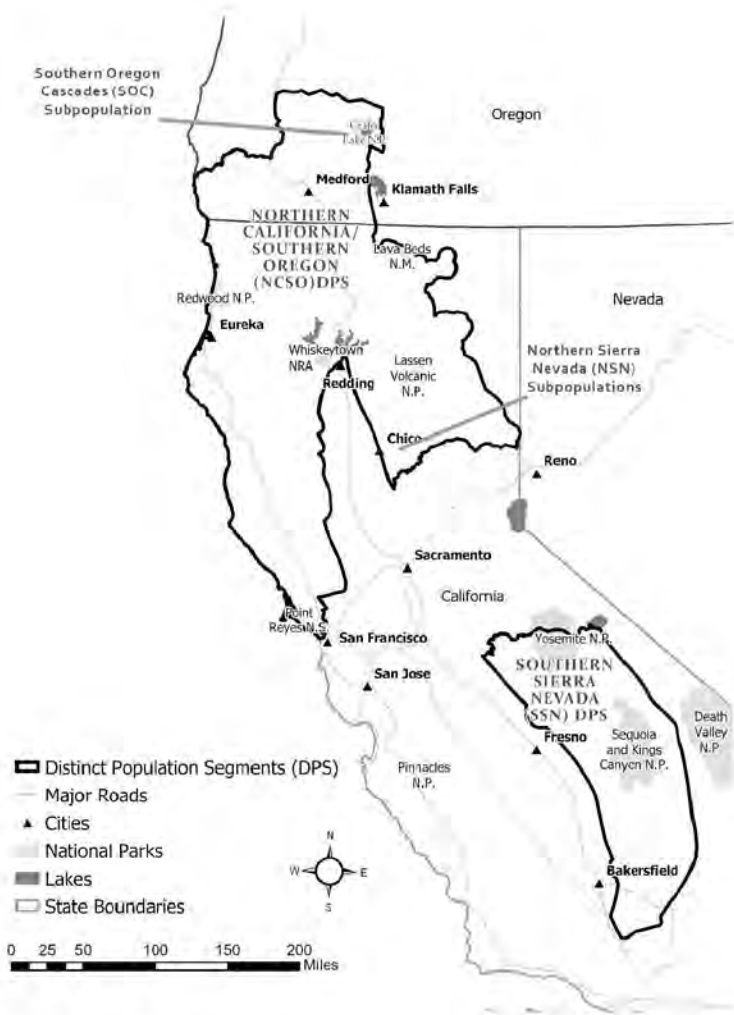 Southern Oregon
Cascades (SOC)
Subpopulation
Oregon
Crater
Lake N.P.
Medford
Klamath Falls
NORTHERN
CALIFORNIA/
SOUTHERN
OREGON
(NCSO)DPS
Lava Beds
N.M.
Redwood N.P.
Nevada
Eureka
Whiskeytown
NRA
Redding
Lassen
Volcanic
N.P.
Northern Sierra
Nevada (NSN)
Subpopulations
Chico
Reno
Sacramento
California
Point
Reyes N.S.
San Francisco
Yosemite N.P.
San Jose
SOUTHERN
SIERRA
NEVADA
(SSN) DPS
Fresno
Sequoia
and Kings
Canyon N.P.
Death
Valley
N.P
Pinnacles
N.P.
Bakersfield
Distinct Population Segments (DPS)
Major Roads
Cities
National Parks
Lakes
State Boundaries
N
W E
S
0 25 50 100 150 200
Miles